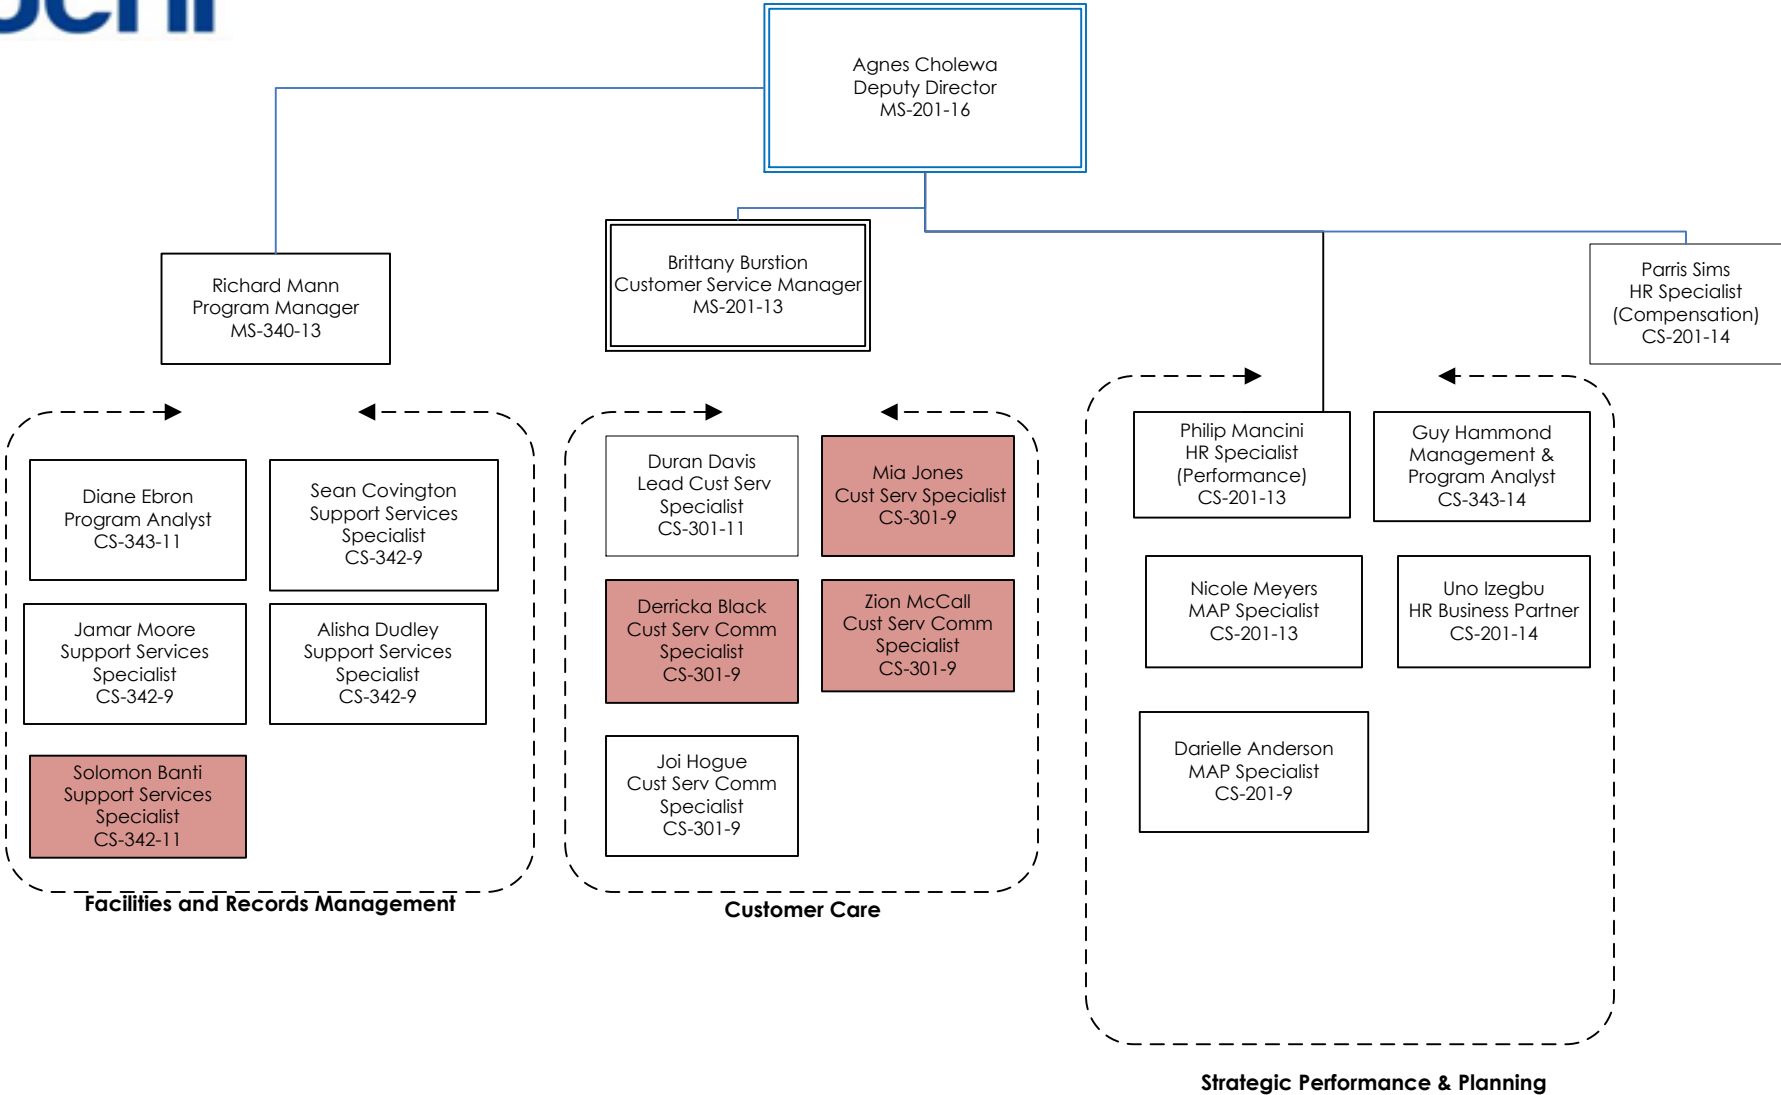 Agnes Cholewa
Deputy Director
MS-201-16
Richard Mann
Program Manager
MS-340-13
Brittany Burstion
Customer Service Manager
MS-201-13
Parris Sims
HR Specialist
(Compensation)
CS-201-14
Diane Ebron
Program Analyst
CS-343-11
Sean Covington
Support Services
Specialist
CS-342-9
Jamar Moore
Support Services
Specialist
CS-342-9
Alisha Dudley
Support Services
Specialist
CS-342-9
Solomon Banti
Support Services
Specialist
CS-342-11
Facilities and Records Management
Duran Davis
Lead Cust Serv
Specialist
CS-301-11
Mia Jones
Cust Serv Specialist
CS-301-9
Derricka Black
Cust Serv Comm
Specialist
CS-301-9
Zion McCall
Cust Serv Comm
Specialist
CS-301-9
Joi Hogue
Cust Serv Comm
Specialist
CS-301-9
Customer Care
Philip Mancini
HR Specialist
(Performance)
CS-201-13
Guy Hammond
Management &
Program Analyst
CS-343-14
Nicole Meyers
MAP Specialist
CS-201-13
Uno Izegbu
HR Business Partner
CS-201-14
Darielle Anderson
MAP Specialist
CS-201-9
Strategic Performance & Planning